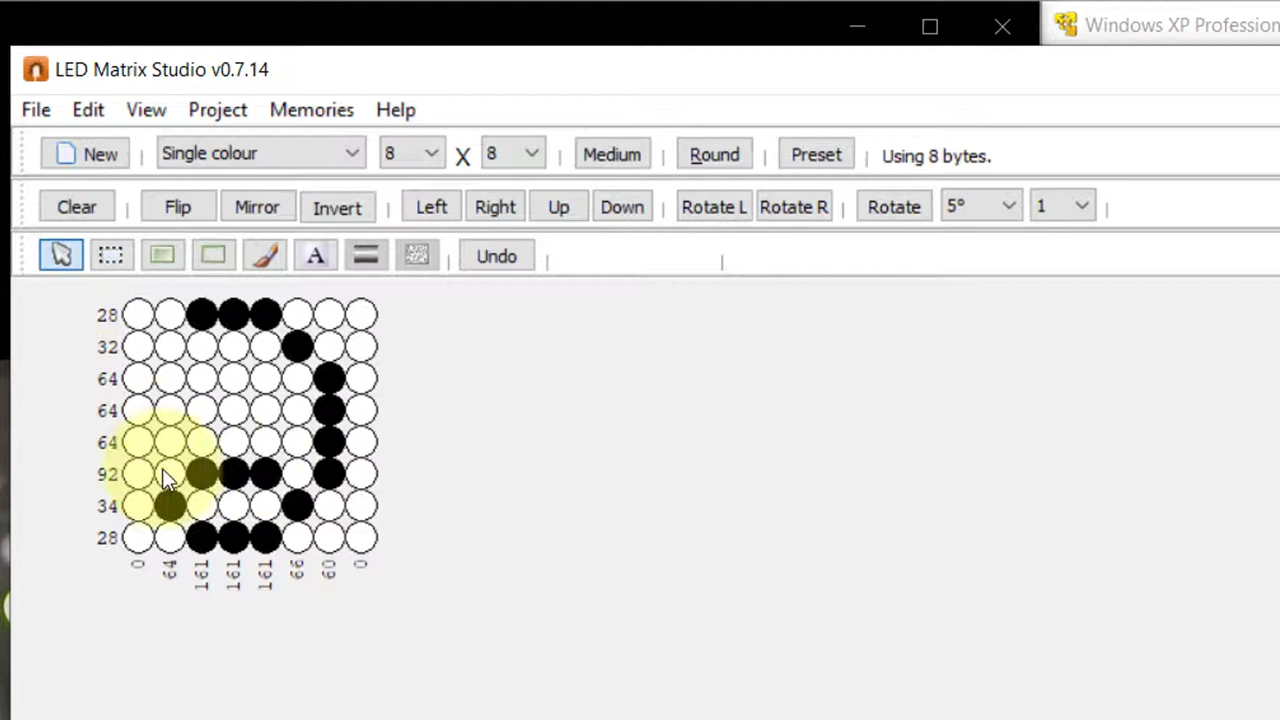 Windows XP Profession
LED Matrix Studio v0.7.14
File Edit View Project Memories Help
New Single colour 8 X 8 Medium Round Preset Using 8 bytes.
Clear Flip Mirror Invert Left Right Up Down Rotate L Rotate R Rotate 5° 1
A Undo
28
32
64
64
64
92
34
28
0 64 161 161 161 66 60 0